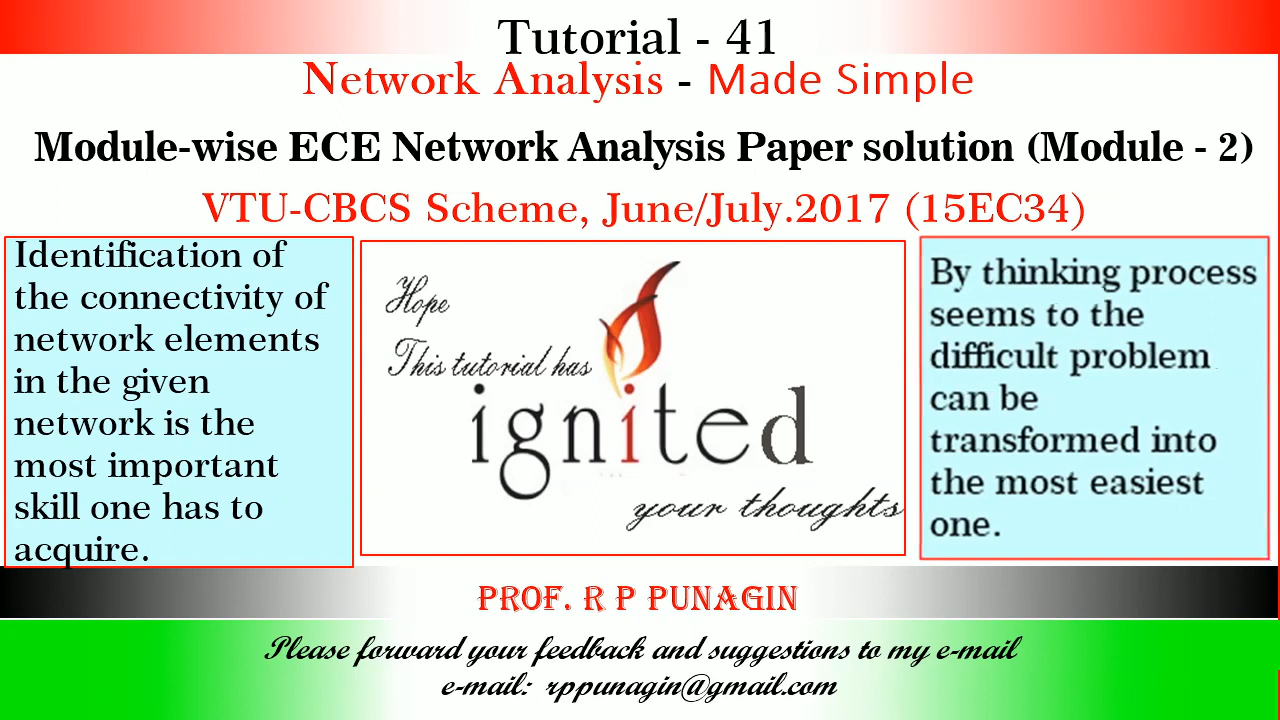 Tutorial - 41
Network Analysis - Made Simple
Module-wise ECE Network Analysis Paper solution (Module - 2)
VTU-CBCS Scheme, June/July.2017 (15EC34)
Identification of
the connectivity of
network elements
in the given
network is the
most important
skill one has to
acquire.
Hope
This tutorial has
ignited
your thoughts
By thinking process
seems to the
difficult problem
can be
transformed into
the most easiest
one.
PROF. R P PUNAGIN
Please forward your feedback and suggestions to my e-mail
e-mail: rppunagin@gmail.com